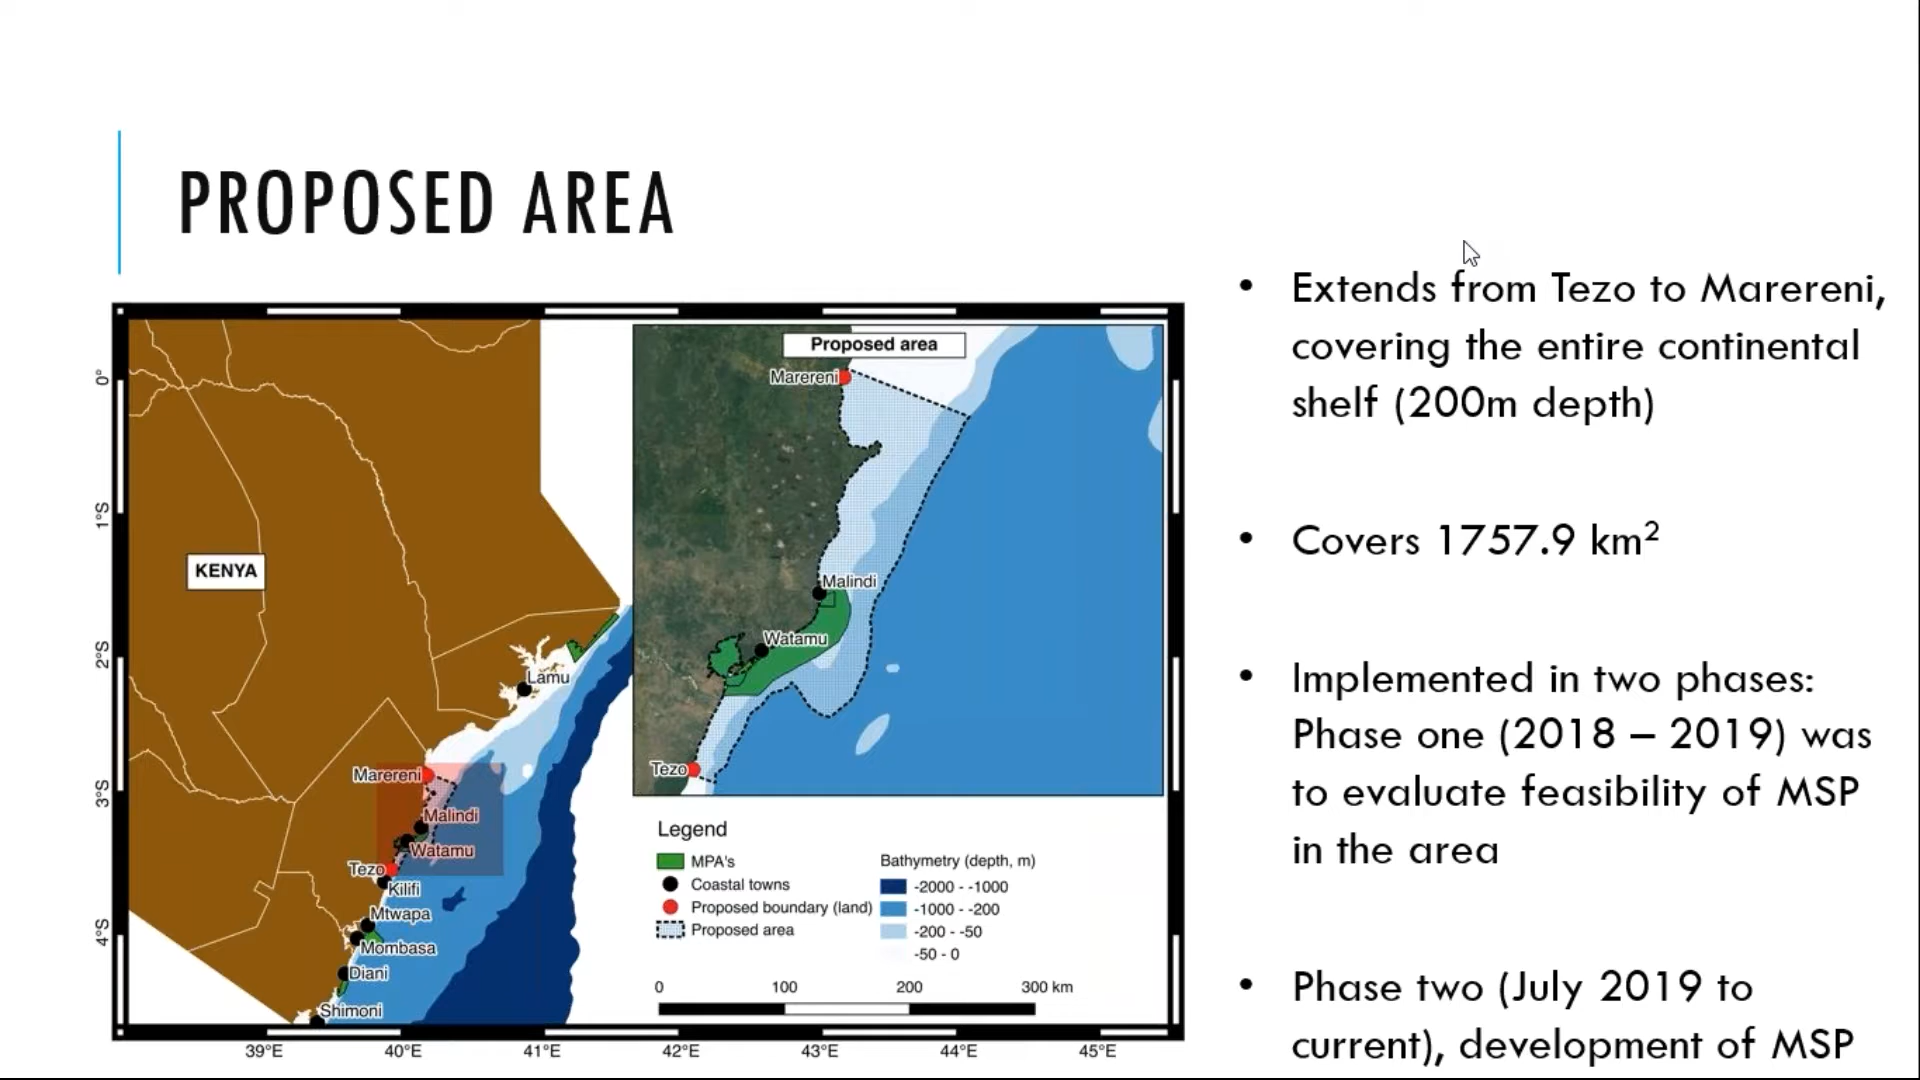 PROPOSED AREA
• Extends from Tezo to Marereni,
covering the entire continental
shelf (200m depth)
• Covers 1757.9 km²
• Implemented in two phases:
Phase one (2018 – 2019) was
to evaluate feasibility of MSP
in the area
• Phase two (July 2019 to
current), development of MSP
Proposed area
Marereni
Malindi
Watamu
Tezo
KENYA
Lamu
Marereni
Malindi
Watamu
Tezo
Kilifi
Mtwapa
Mombasa
Diani
Shimoni
Legend
MPA's
Coastal towns
Proposed boundary (land)
Proposed area
Bathymetry (depth, m)
-2000 - -1000
-1000 - -200
-200 - -50
-50 - 0
0 100 200 300 km
0°
1°S
2°S
3°S
4°S
39°E 40°E 41°E 42°E 43°E 44°E 45°E